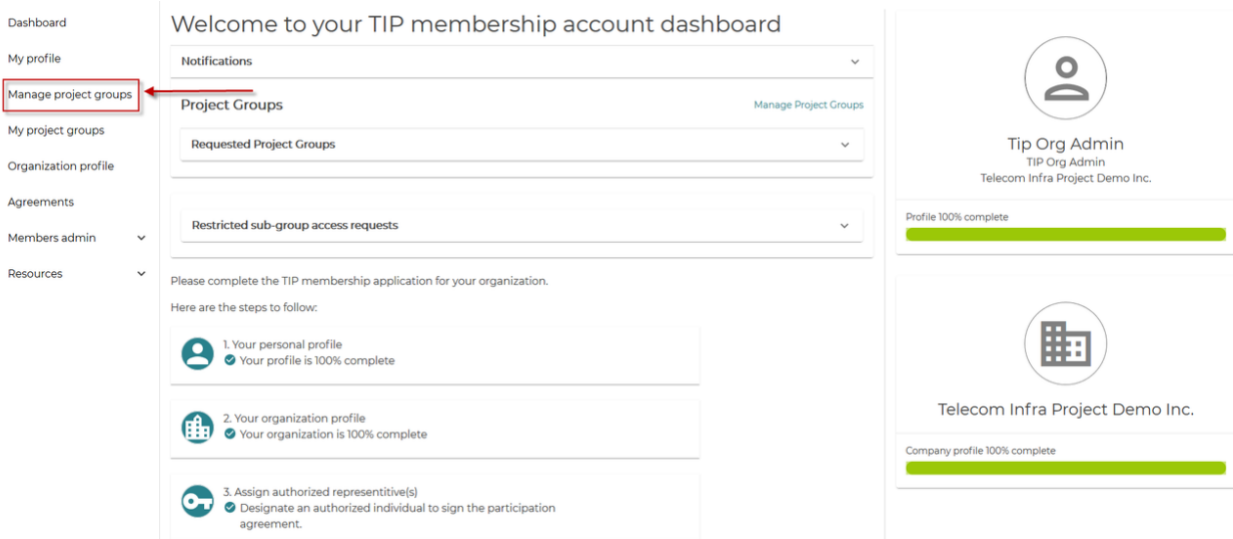 Dashboard
My profile
Manage project groups
My project groups
Organization profile
Agreements
Members admin
Resources
Welcome to your TIP membership account dashboard
Notifications
Project Groups
Manage Project Groups
Requested Project Groups
Restricted sub-group access requests
Please complete the TIP membership application for your organization.
Here are the steps to follow:
1. Your personal profile
Your profile is 100% complete
2. Your organization profile
Your organization is 100% complete
3. Assign authorized representitive(s)
Designate an authorized individual to sign the participation
agreement.
Tip Org Admin
TIP Org Admin
Telecom Infra Project Demo Inc.
Profile 100% complete
Telecom Infra Project Demo Inc.
Company profile 100% complete